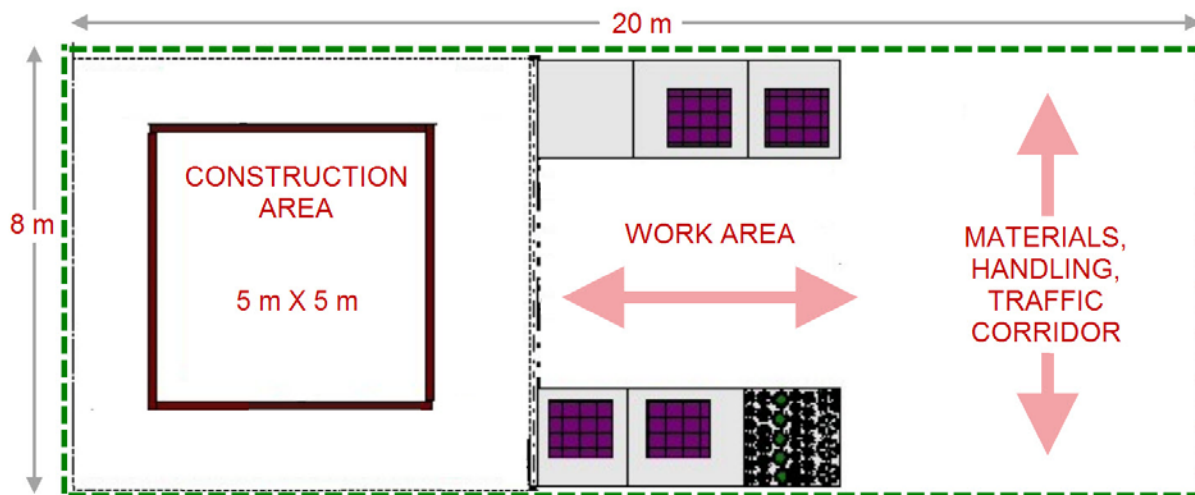 20 m
8 m
CONSTRUCTION
AREA
5 m X 5 m
WORK AREA
MATERIALS,
HANDLING,
TRAFFIC
CORRIDOR